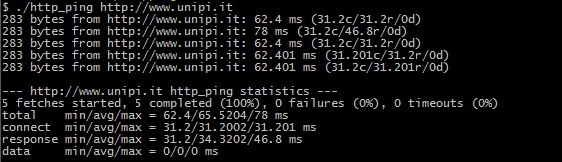 $ ./http_ping http://www.unipi.it
283 bytes from http://www.unipi.it: 62.4 ms (31.2c/31.2r/0d)
283 bytes from http://www.unipi.it: 78 ms (31.2c/46.8r/0d)
283 bytes from http://www.unipi.it: 62.4 ms (31.2c/31.2r/0d)
283 bytes from http://www.unipi.it: 62.401 ms (31.201c/31.2r/0d)
283 bytes from http://www.unipi.it: 62.401 ms (31.2c/31.201r/0d)
--- http://www.unipi.it http_ping statistics ---
5 fetches started, 5 completed (100%), 0 failures (0%), 0 timeouts (0%)
total    min/avg/max = 62.4/65.5204/78 ms
connect  min/avg/max = 31.2/31.2002/31.201 ms
response min/avg/max = 31.2/34.3202/46.8 ms
data     min/avg/max = 0/0/0 ms